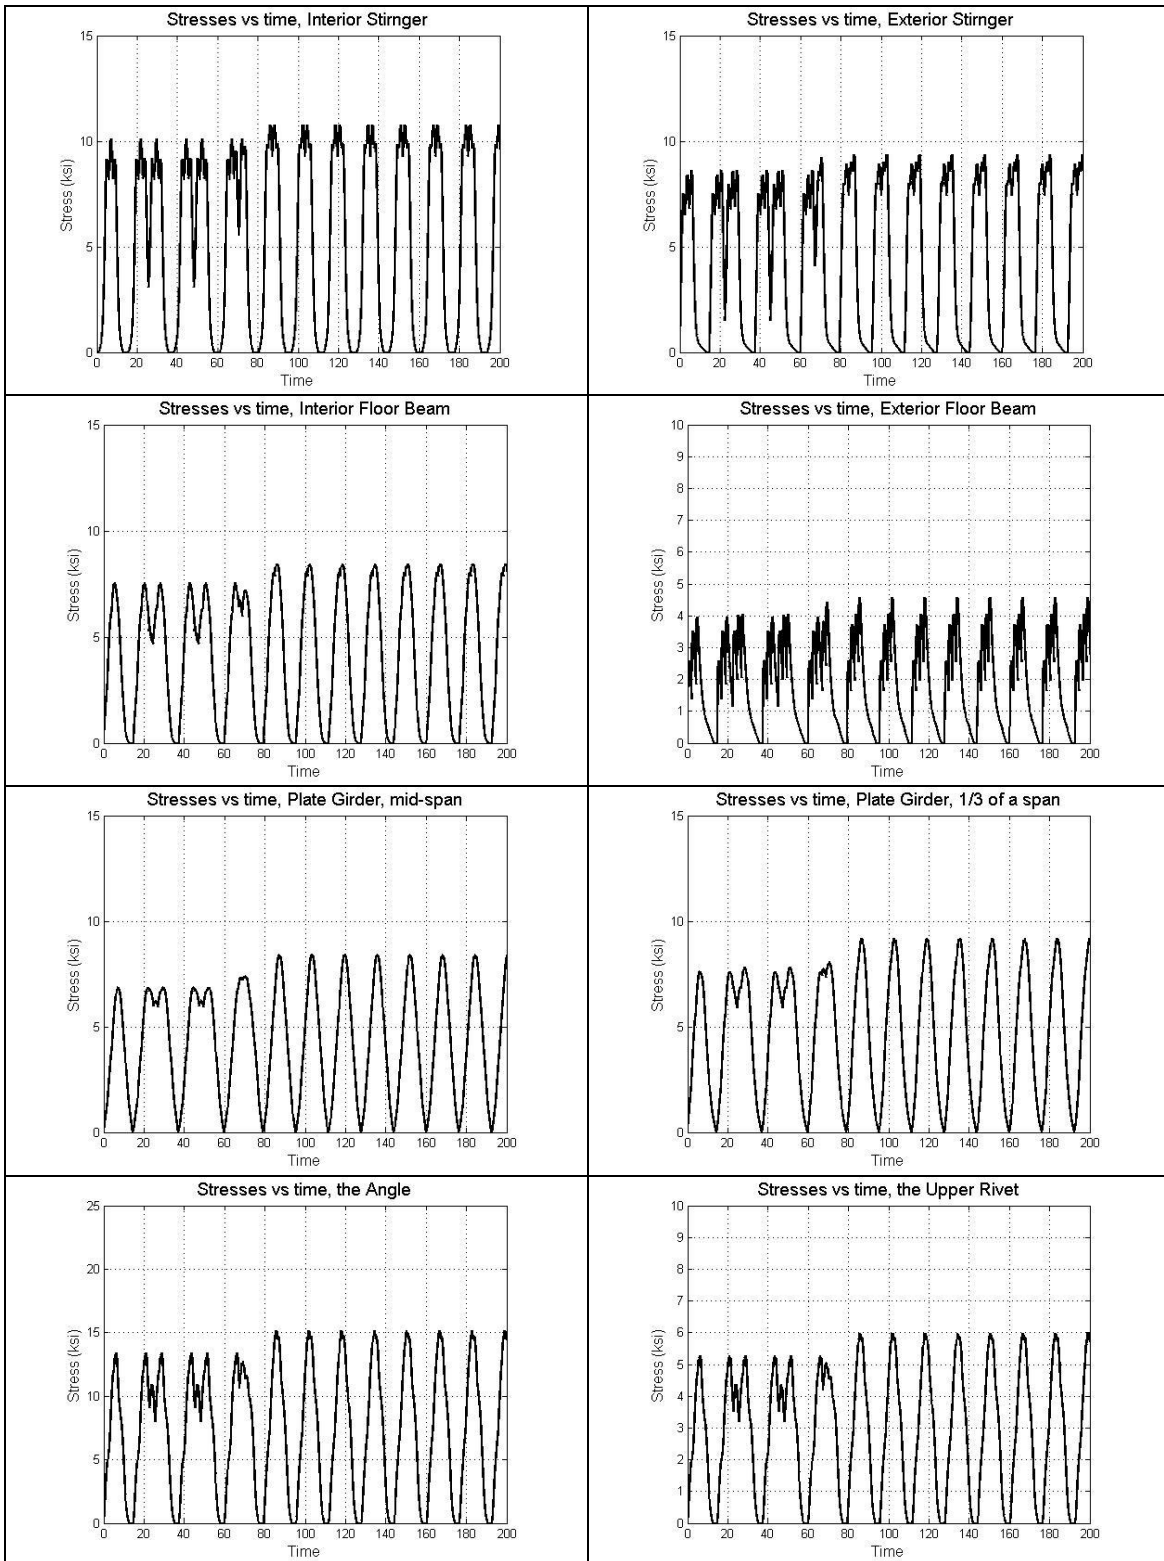 Stresses vs time, Interior Stirnger
15
10
5
0
Stress (ksi)
0 20 40 60 80 100 120 140 160 180 200
Time
Stresses vs time, Exterior Stirnger
15
10
5
0
Stress (ksi)
0 20 40 60 80 100 120 140 160 180 200
Time
Stresses vs time, Interior Floor Beam
15
10
5
0
Stress (ksi)
0 20 40 60 80 100 120 140 160 180 200
Time
Stresses vs time, Exterior Floor Beam
10
9
8
7
6
5
4
3
2
1
0
Stress (ksi)
0 20 40 60 80 100 120 140 160 180 200
Time
Stresses vs time, Plate Girder, mid-span
15
10
5
0
Stress (ksi)
0 20 40 60 80 100 120 140 160 180 200
Time
Stresses vs time, Plate Girder, 1/3 of a span
15
10
5
0
Stress (ksi)
0 20 40 60 80 100 120 140 160 180 200
Time
Stresses vs time, the Angle
25
20
15
10
5
0
Stress (ksi)
0 20 40 60 80 100 120 140 160 180 200
Time
Stresses vs time, the Upper Rivet
10
9
8
7
6
5
4
3
2
1
0
Stress (ksi)
0 20 40 60 80 100 120 140 160 180 200
Time